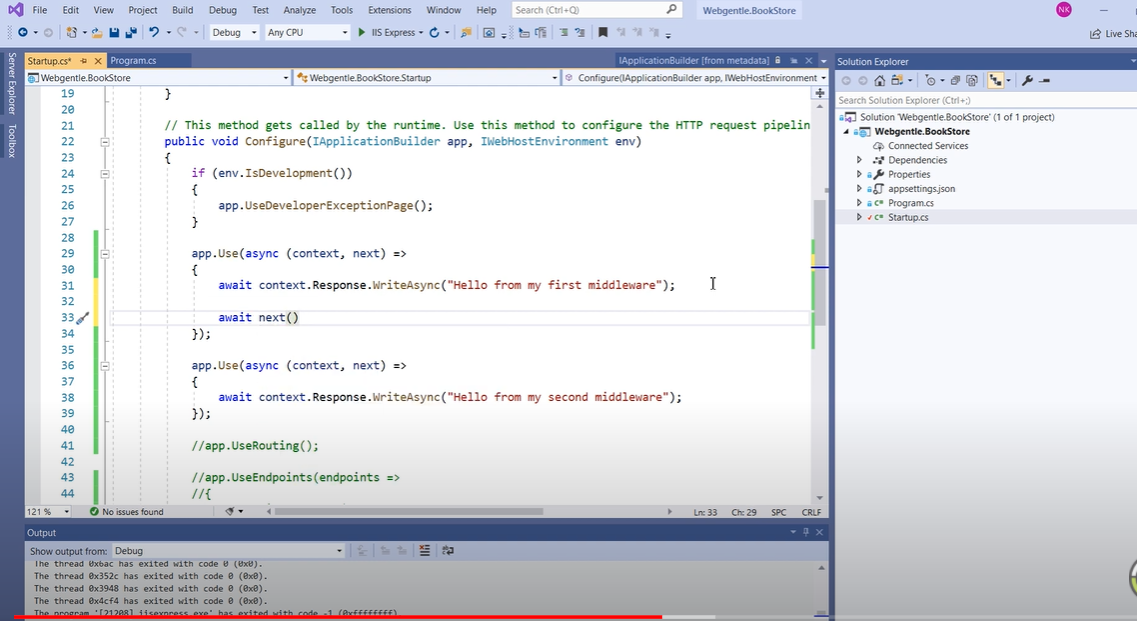 File Edit View Project Build Debug Test Analyze Tools Extensions Window Help Search (Ctrl+Q) Webgentle.BookStore NK
Debug Any CPU IIS Express Live Sha
Server Explorer
Toolbox
Startup.cs* Program.cs IApplicationBuilder [from metadata]
Webgentle.BookStore Webgentle.BookStore.Startup Configure(IApplicationBuilder app, IWebHostEnvironment
19 }
20
21 // This method gets called by the runtime. Use this method to configure the HTTP request pipelin
22 public void Configure(IApplicationBuilder app, IWebHostEnvironment env)
23 {
24 if (env.IsDevelopment())
25 {
26 app.UseDeveloperExceptionPage();
27 }
28
29 app.Use(async (context, next) =>
30 {
31 await context.Response.WriteAsync("Hello from my first middleware");
32
33 await next()
34 });
35
36 app.Use(async (context, next) =>
37 {
38 await context.Response.WriteAsync("Hello from my second middleware");
39 });
40
41 //app.UseRouting();
42
43 //app.UseEndpoints(endpoints =>
44 //{
121 % No issues found Ln: 33 Ch: 29 SPC CRLF
Output
Show output from: Debug
The thread 0x6ac has exited with code 0 (0x0).
The thread 0x352c has exited with code 0 (0x0).
The thread 0x3948 has exited with code 0 (0x0).
The thread 0x4cf4 has exited with code 0 (0x0).
The program '[21208] iisexpress.exe' has exited with code -1 (0xffffffff).
Solution Explorer
Search Solution Explorer (Ctrl+;)
Solution 'Webgentle.BookStore' (1 of 1 project)
Webgentle.BookStore
Connected Services
Dependencies
Properties
appsettings.json
Program.cs
Startup.cs